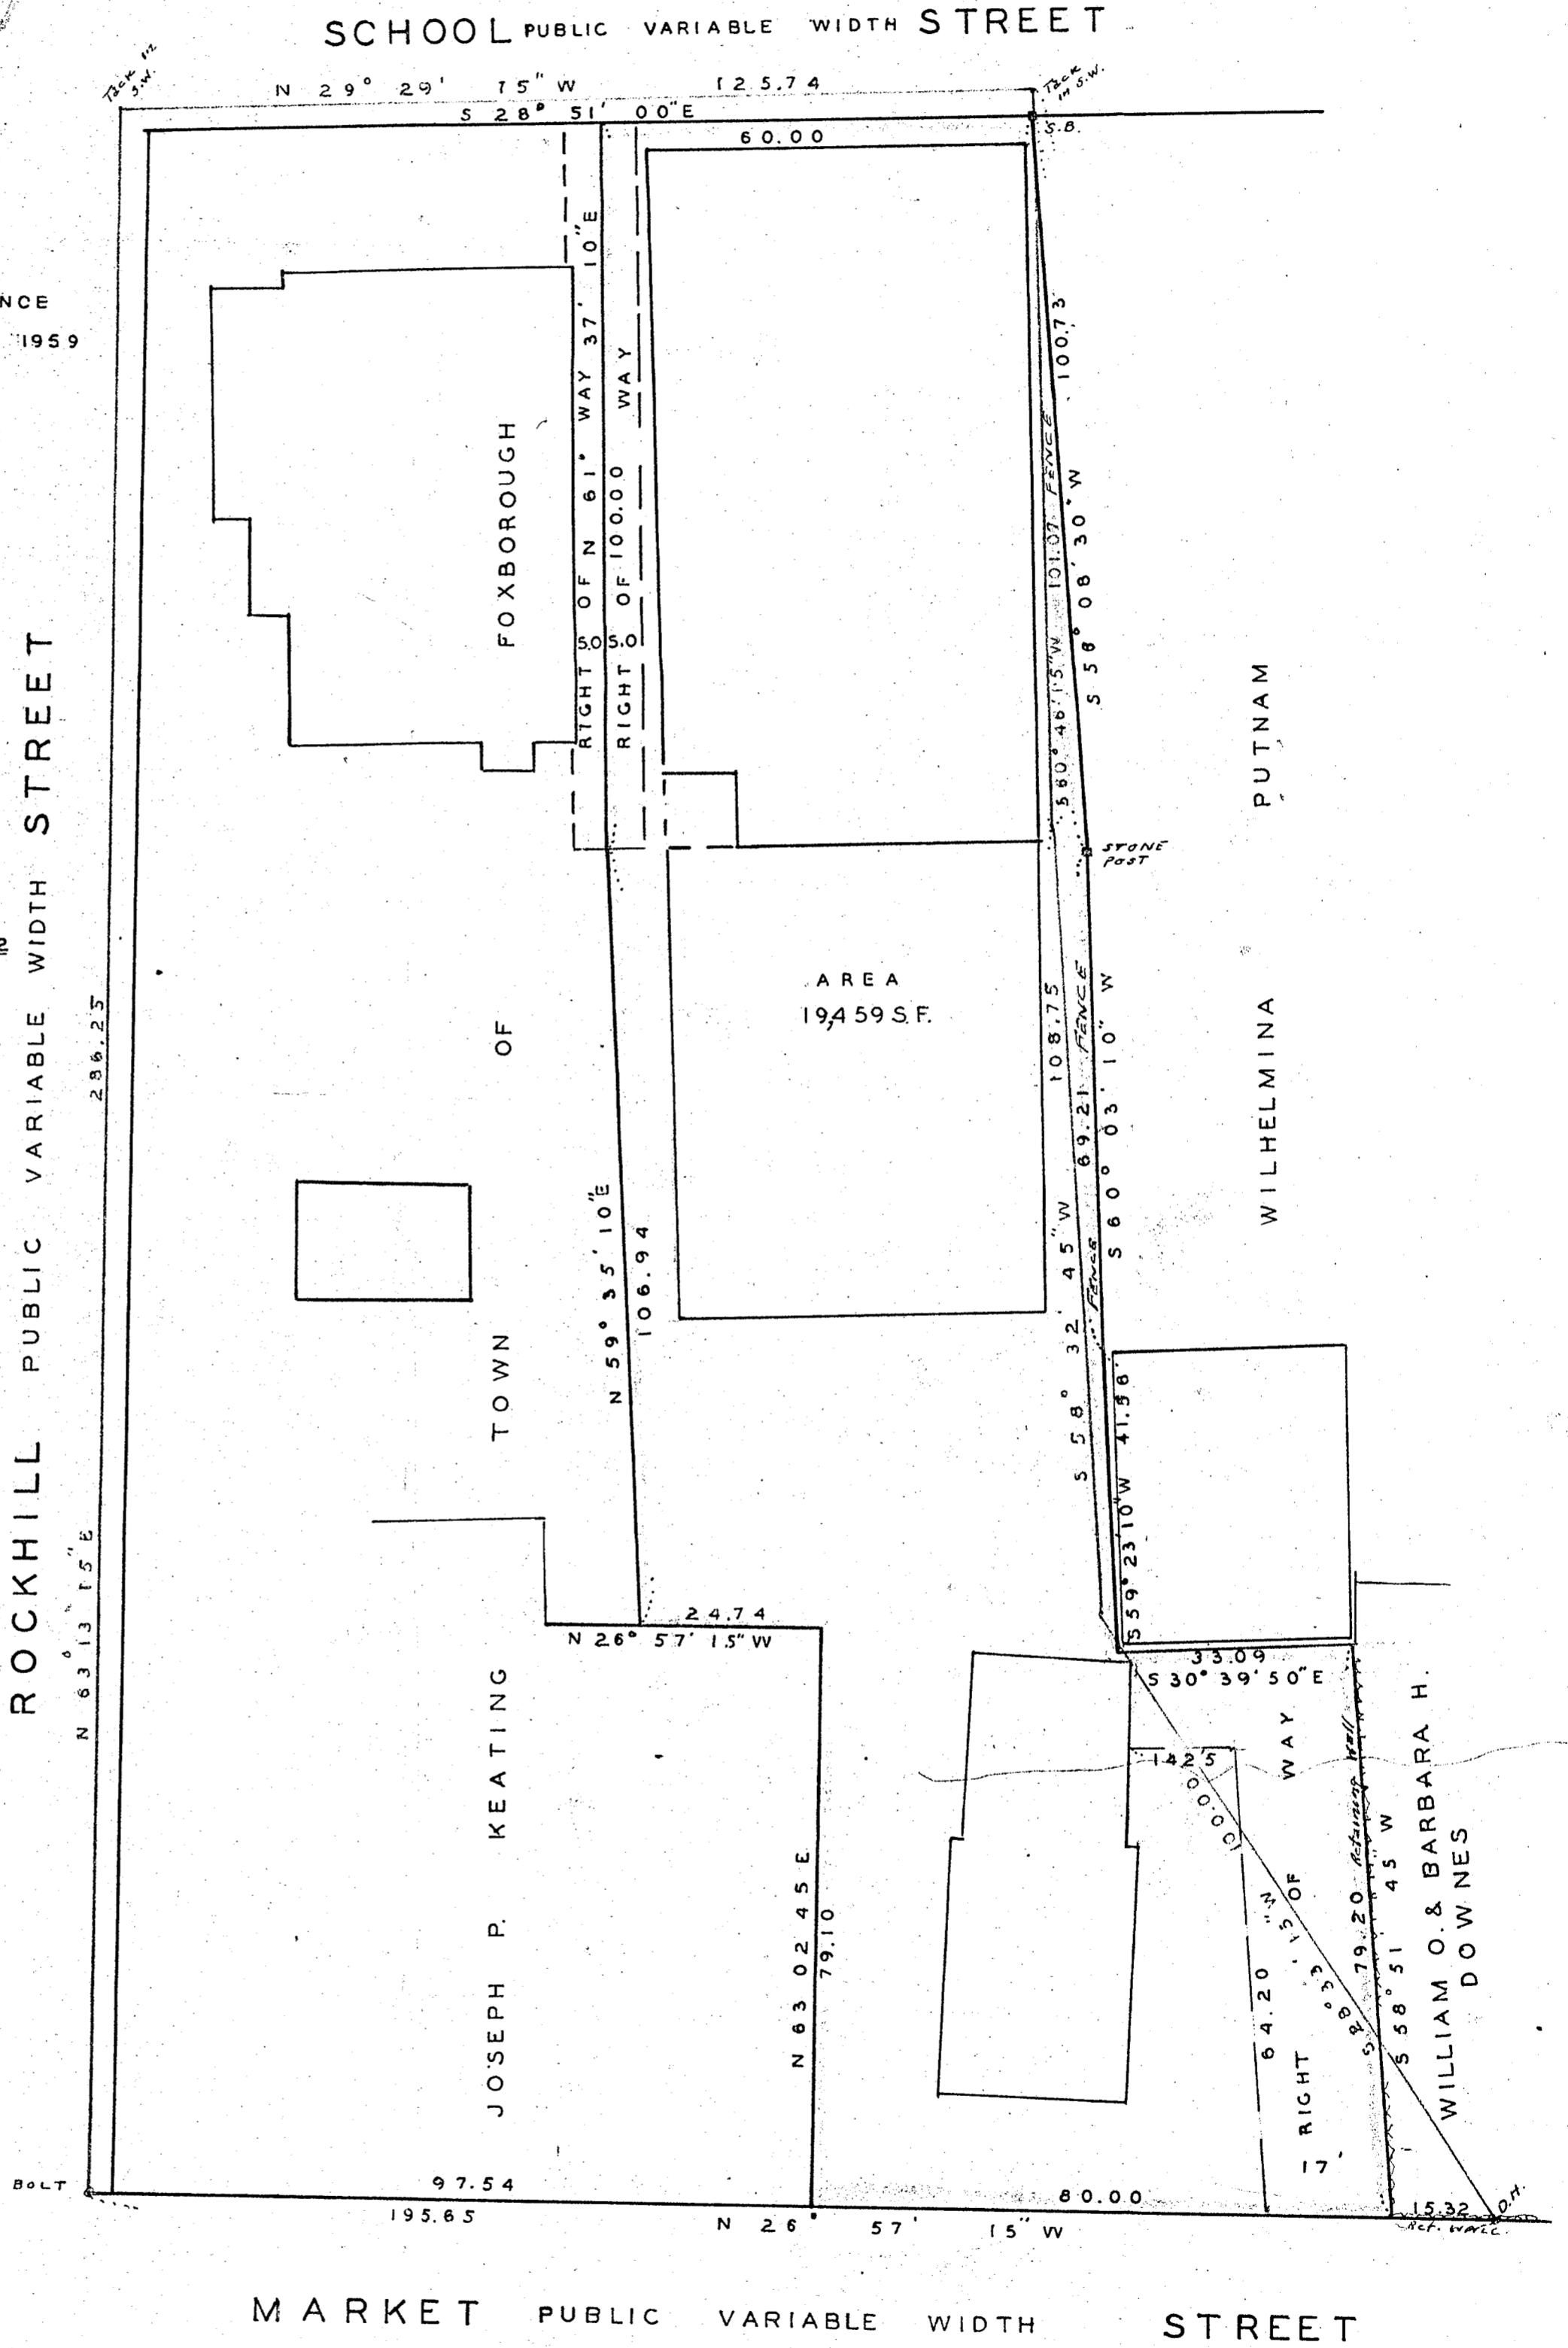 SCHOOL PUBLIC VARIABLE WIDTH STREET
Tack in S.W.
N 29° 29' 15" W 125.74
Tack in S.W.
S 28° 51' 00" E
S.B.
60.00
NCE
1959
RIGHT OF WAY
N 61° 37' 10" E
5.0
5.0
RIGHT OF WAY
100.00
100.73
FENCE
S 58° 08' 30" W
S 60° 46' 15" W 101.07
FOXBOROUGH
OF
TOWN
PUTNAM
WILHELMINA
STONE
POST
AREA
19,459 S.F.
ROCKHILL PUBLIC VARIABLE WIDTH STREET
286.25
N 63° 13' 15" E
108.75
S 58° 32' 45" W
FENCE
69.21
S 60° 03' 10" W
FENCE
N 59° 35' 10" E
106.94
S 59° 23' 10" W 41.58
24.74
N 26° 57' 15" W
33.09
S 30° 39' 50" E
JOSEPH P. KEATING
N 63 02 45 E
79.10
14.25
100.00
S 28° 33' 15" W
64.20
17' RIGHT OF WAY
Retaining Wall
79.20
S 58° 51 45 W
WILLIAM O. & BARBARA H.
DOWNES
BOLT
97.54
195.65
80.00
N 26° 57' 15" W
15.32
D.H.
Ret. WALL
MARKET PUBLIC VARIABLE WIDTH STREET